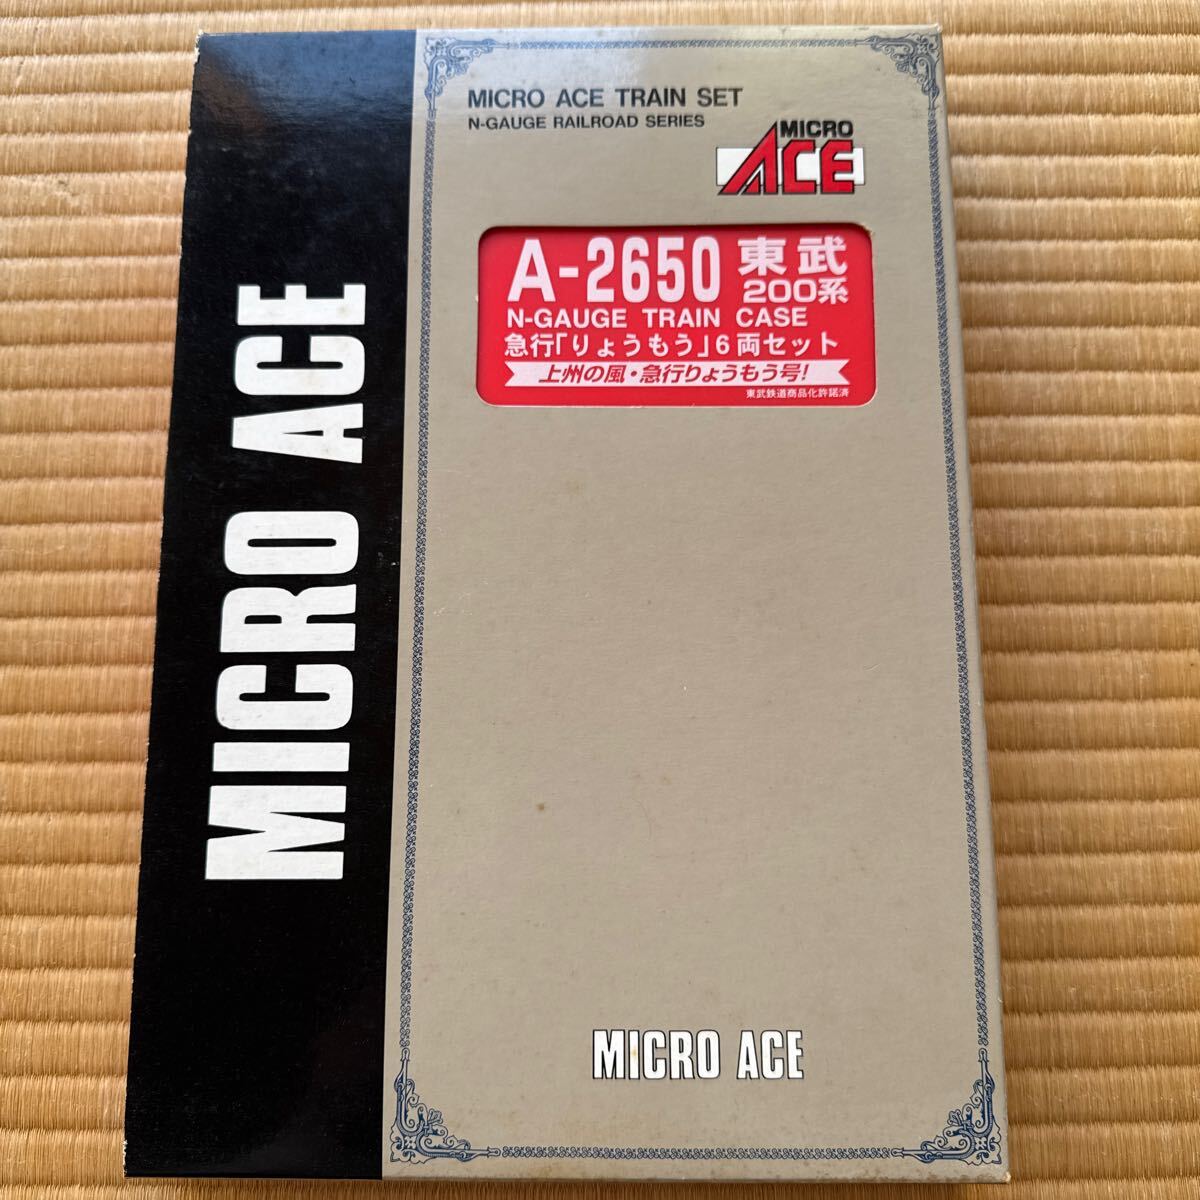 MICRO ACE
MICRO ACE TRAIN SET
N-GAUGE RAILROAD SERIES
MICRO
ACE
A-2650 東武
200系
N-GAUGE TRAIN CASE
急行「りょうもう」6両セット
上州の風・急行りょうもう号!
東武鉄道商品化許諾済
MICRO ACE